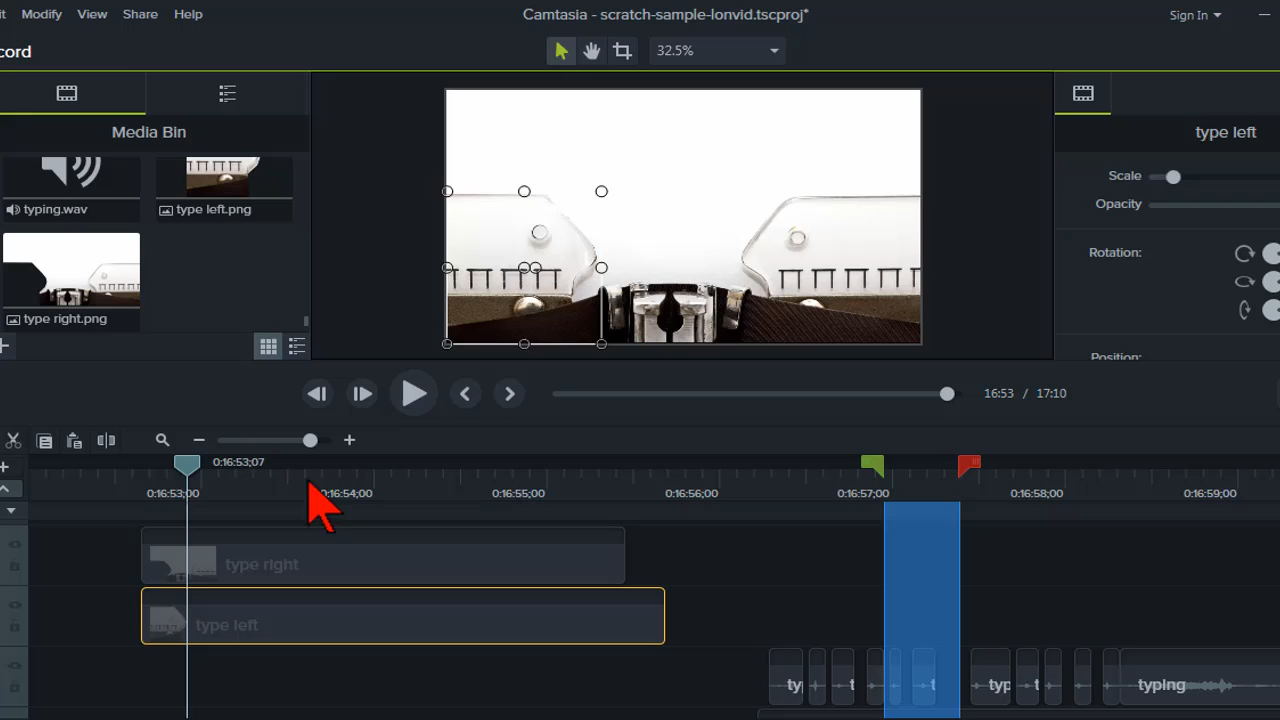 Modify View Share Help
Camtasia - scratch-sample-lonvid.tscproj*
Sign In
cord
32.5%
Media Bin
type left
typing.wav
type left.png
type right.png
Scale
Opacity
Rotation:
Position:
16:53 / 17:10
0:16:53;07
0:16:53;00
0:16:54;00
0:16:55;00
0:16:56;00
0:16:57;00
0:16:58;00
0:16:59;00
type right
type left
typ
t
t
typ
t
typing